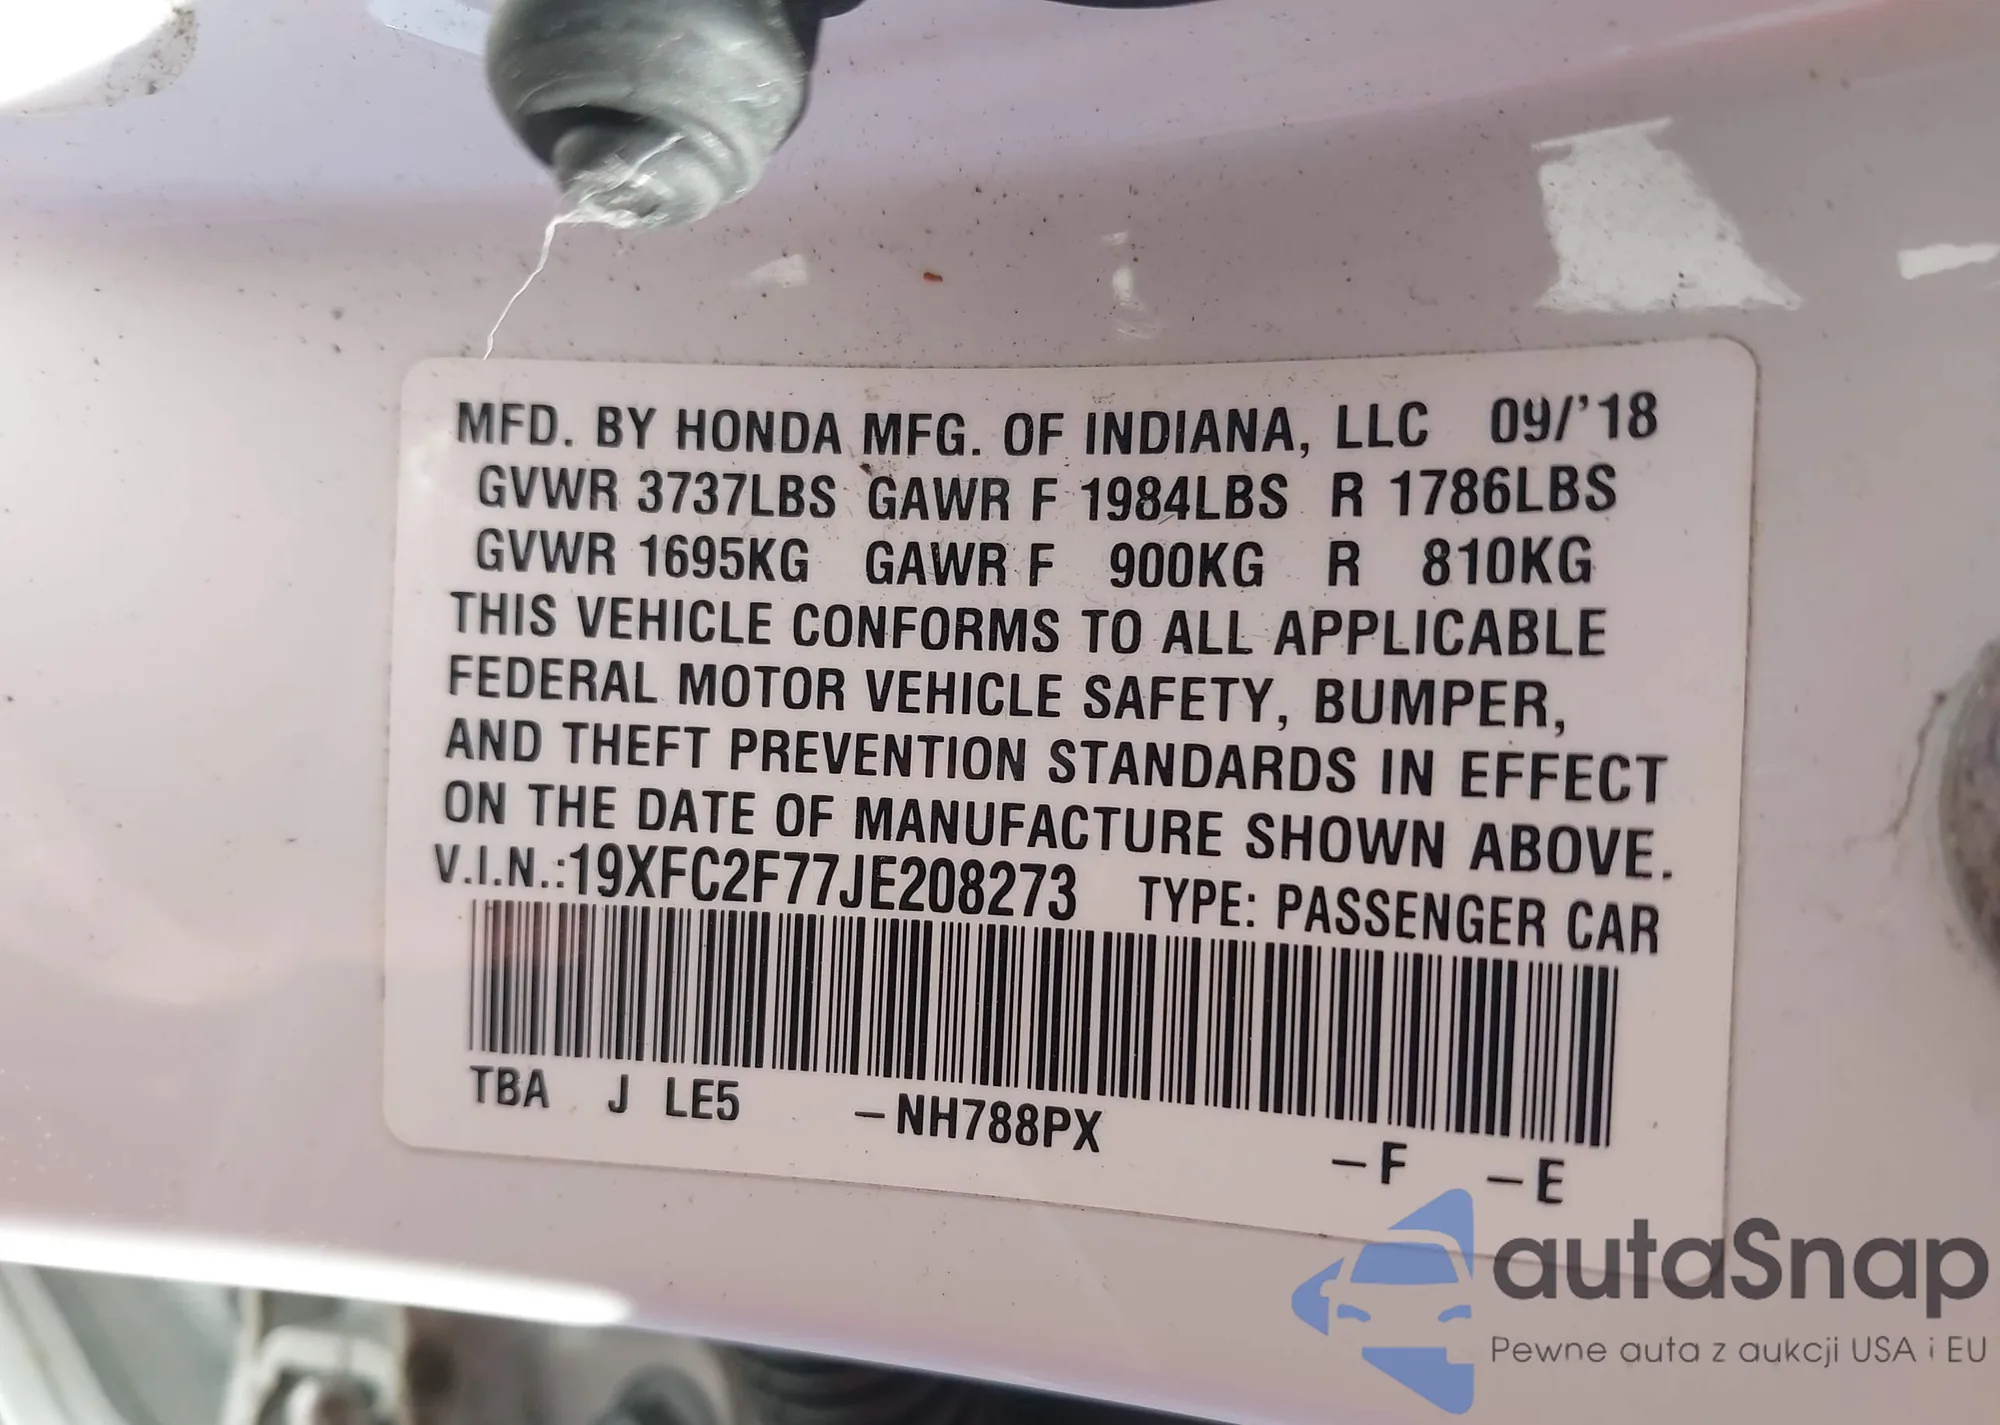 MFD. BY HONDA MFG. OF INDIANA, LLC 09/'18
GVWR 3737LBS GAWR F 1984LBS R 1786LBS
GVWR 1695KG GAWR F 900KG R 810KG
THIS VEHICLE CONFORMS TO ALL APPLICABLE
FEDERAL MOTOR VEHICLE SAFETY, BUMPER,
AND THEFT PREVENTION STANDARDS IN EFFECT
ON THE DATE OF MANUFACTURE SHOWN ABOVE.
V.I.N.:19XFC2F77JE208273 TYPE: PASSENGER CAR
TBA J LE5 –NH788PX –F –E
autaSnap
Pewne auta z aukcji USA i EU